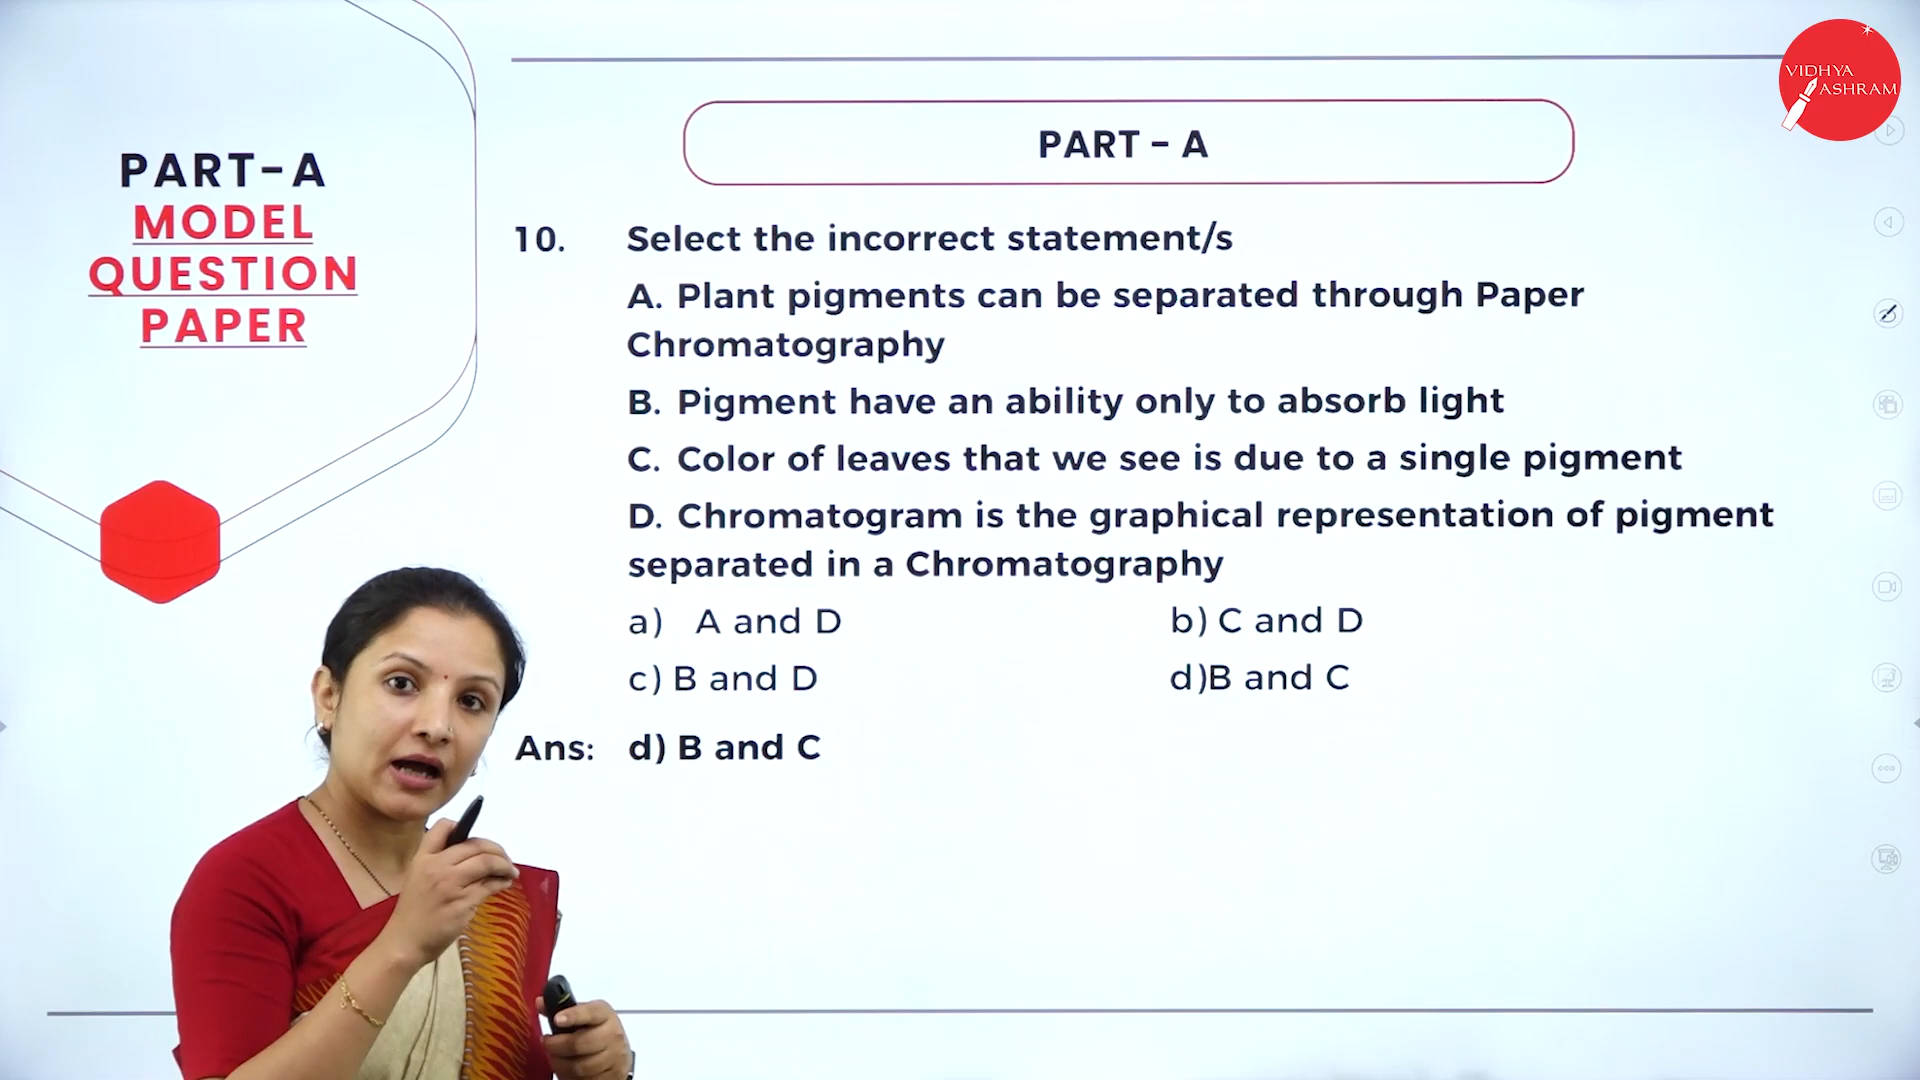 VIDHYA
ASHRAM
PART-A
MODEL
QUESTION
PAPER
PART - A
10. Select the incorrect statement/s
A. Plant pigments can be separated through Paper
Chromatography
B. Pigment have an ability only to absorb light
C. Color of leaves that we see is due to a single pigment
D. Chromatogram is the graphical representation of pigment
separated in a Chromatography
a) A and D b) C and D
c) B and D d)B and C
Ans: d) B and C